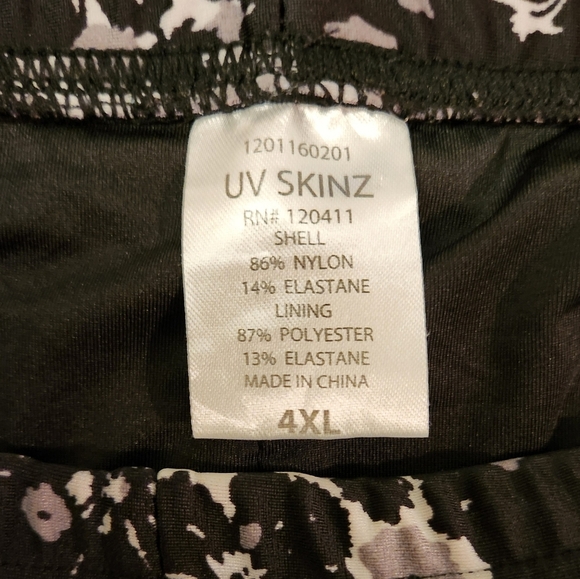 1201160201
UV SKINZ
RN# 120411
SHELL
86% NYLON
14% ELASTANE
LINING
87% POLYESTER
13% ELASTANE
MADE IN CHINA
4XL